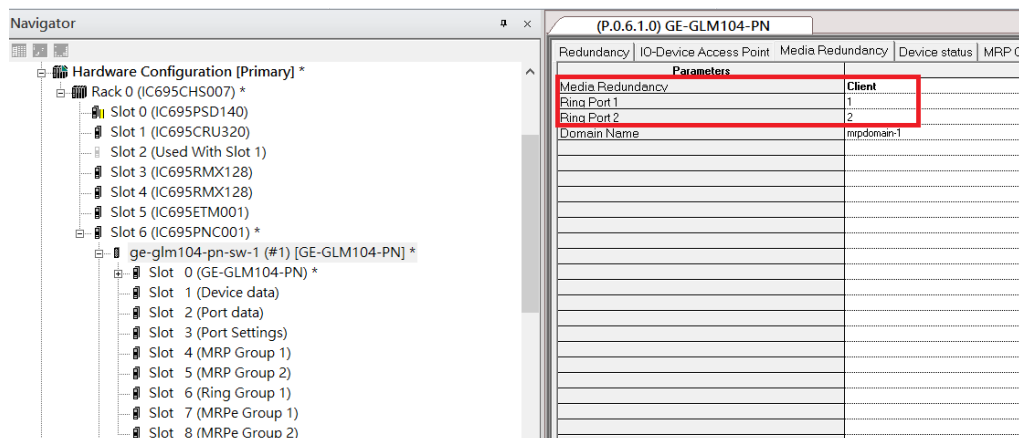 Navigator
Hardware Configuration [Primary] *
Rack 0 (IC695CHS007) *
Slot 0 (IC695PSD140)
Slot 1 (IC695CRU320)
Slot 2 (Used With Slot 1)
Slot 3 (IC695RMX128)
Slot 4 (IC695RMX128)
Slot 5 (IC695ETM001)
Slot 6 (IC695PNC001) *
ge-glm104-pn-sw-1 (#1) [GE-GLM104-PN] *
Slot 0 (GE-GLM104-PN) *
Slot 1 (Device data)
Slot 2 (Port data)
Slot 3 (Port Settings)
Slot 4 (MRP Group 1)
Slot 5 (MRP Group 2)
Slot 6 (Ring Group 1)
Slot 7 (MRPe Group 1)
Slot 8 (MRPe Group 2)
(P.0.6.1.0) GE-GLM104-PN
Redundancy IO-Device Access Point Media Redundancy Device status MRP
Parameters
Media Redundancy Client
Ring Port 1 1
Ring Port 2 2
Domain Name mrpdomain-1